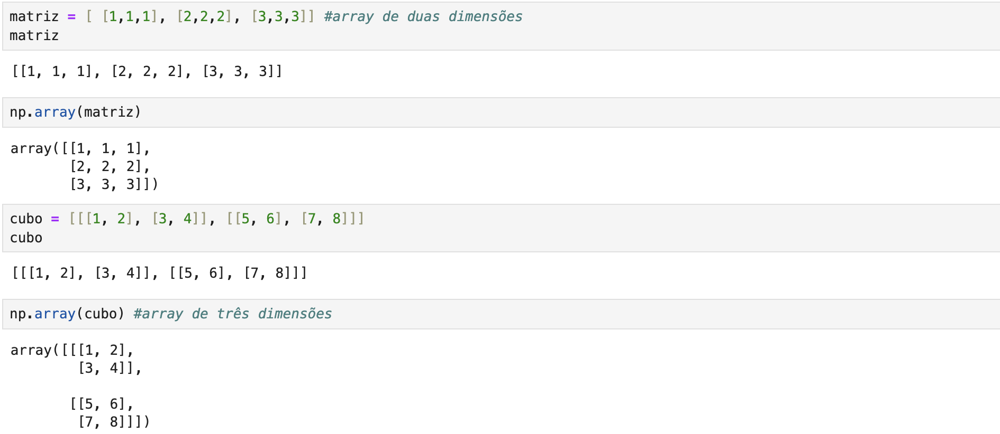 matriz = [ [1,1,1], [2,2,2], [3,3,3]] #array de duas dimensões
matriz
[[1, 1, 1], [2, 2, 2], [3, 3, 3]]
np.array(matriz)
array([[1, 1, 1],
       [2, 2, 2],
       [3, 3, 3]])
cubo = [[[1, 2], [3, 4]], [[5, 6], [7, 8]]]
cubo
[[[1, 2], [3, 4]], [[5, 6], [7, 8]]]
np.array(cubo) #array de três dimensões
array([[[1, 2],
        [3, 4]],
       [[5, 6],
        [7, 8]]])